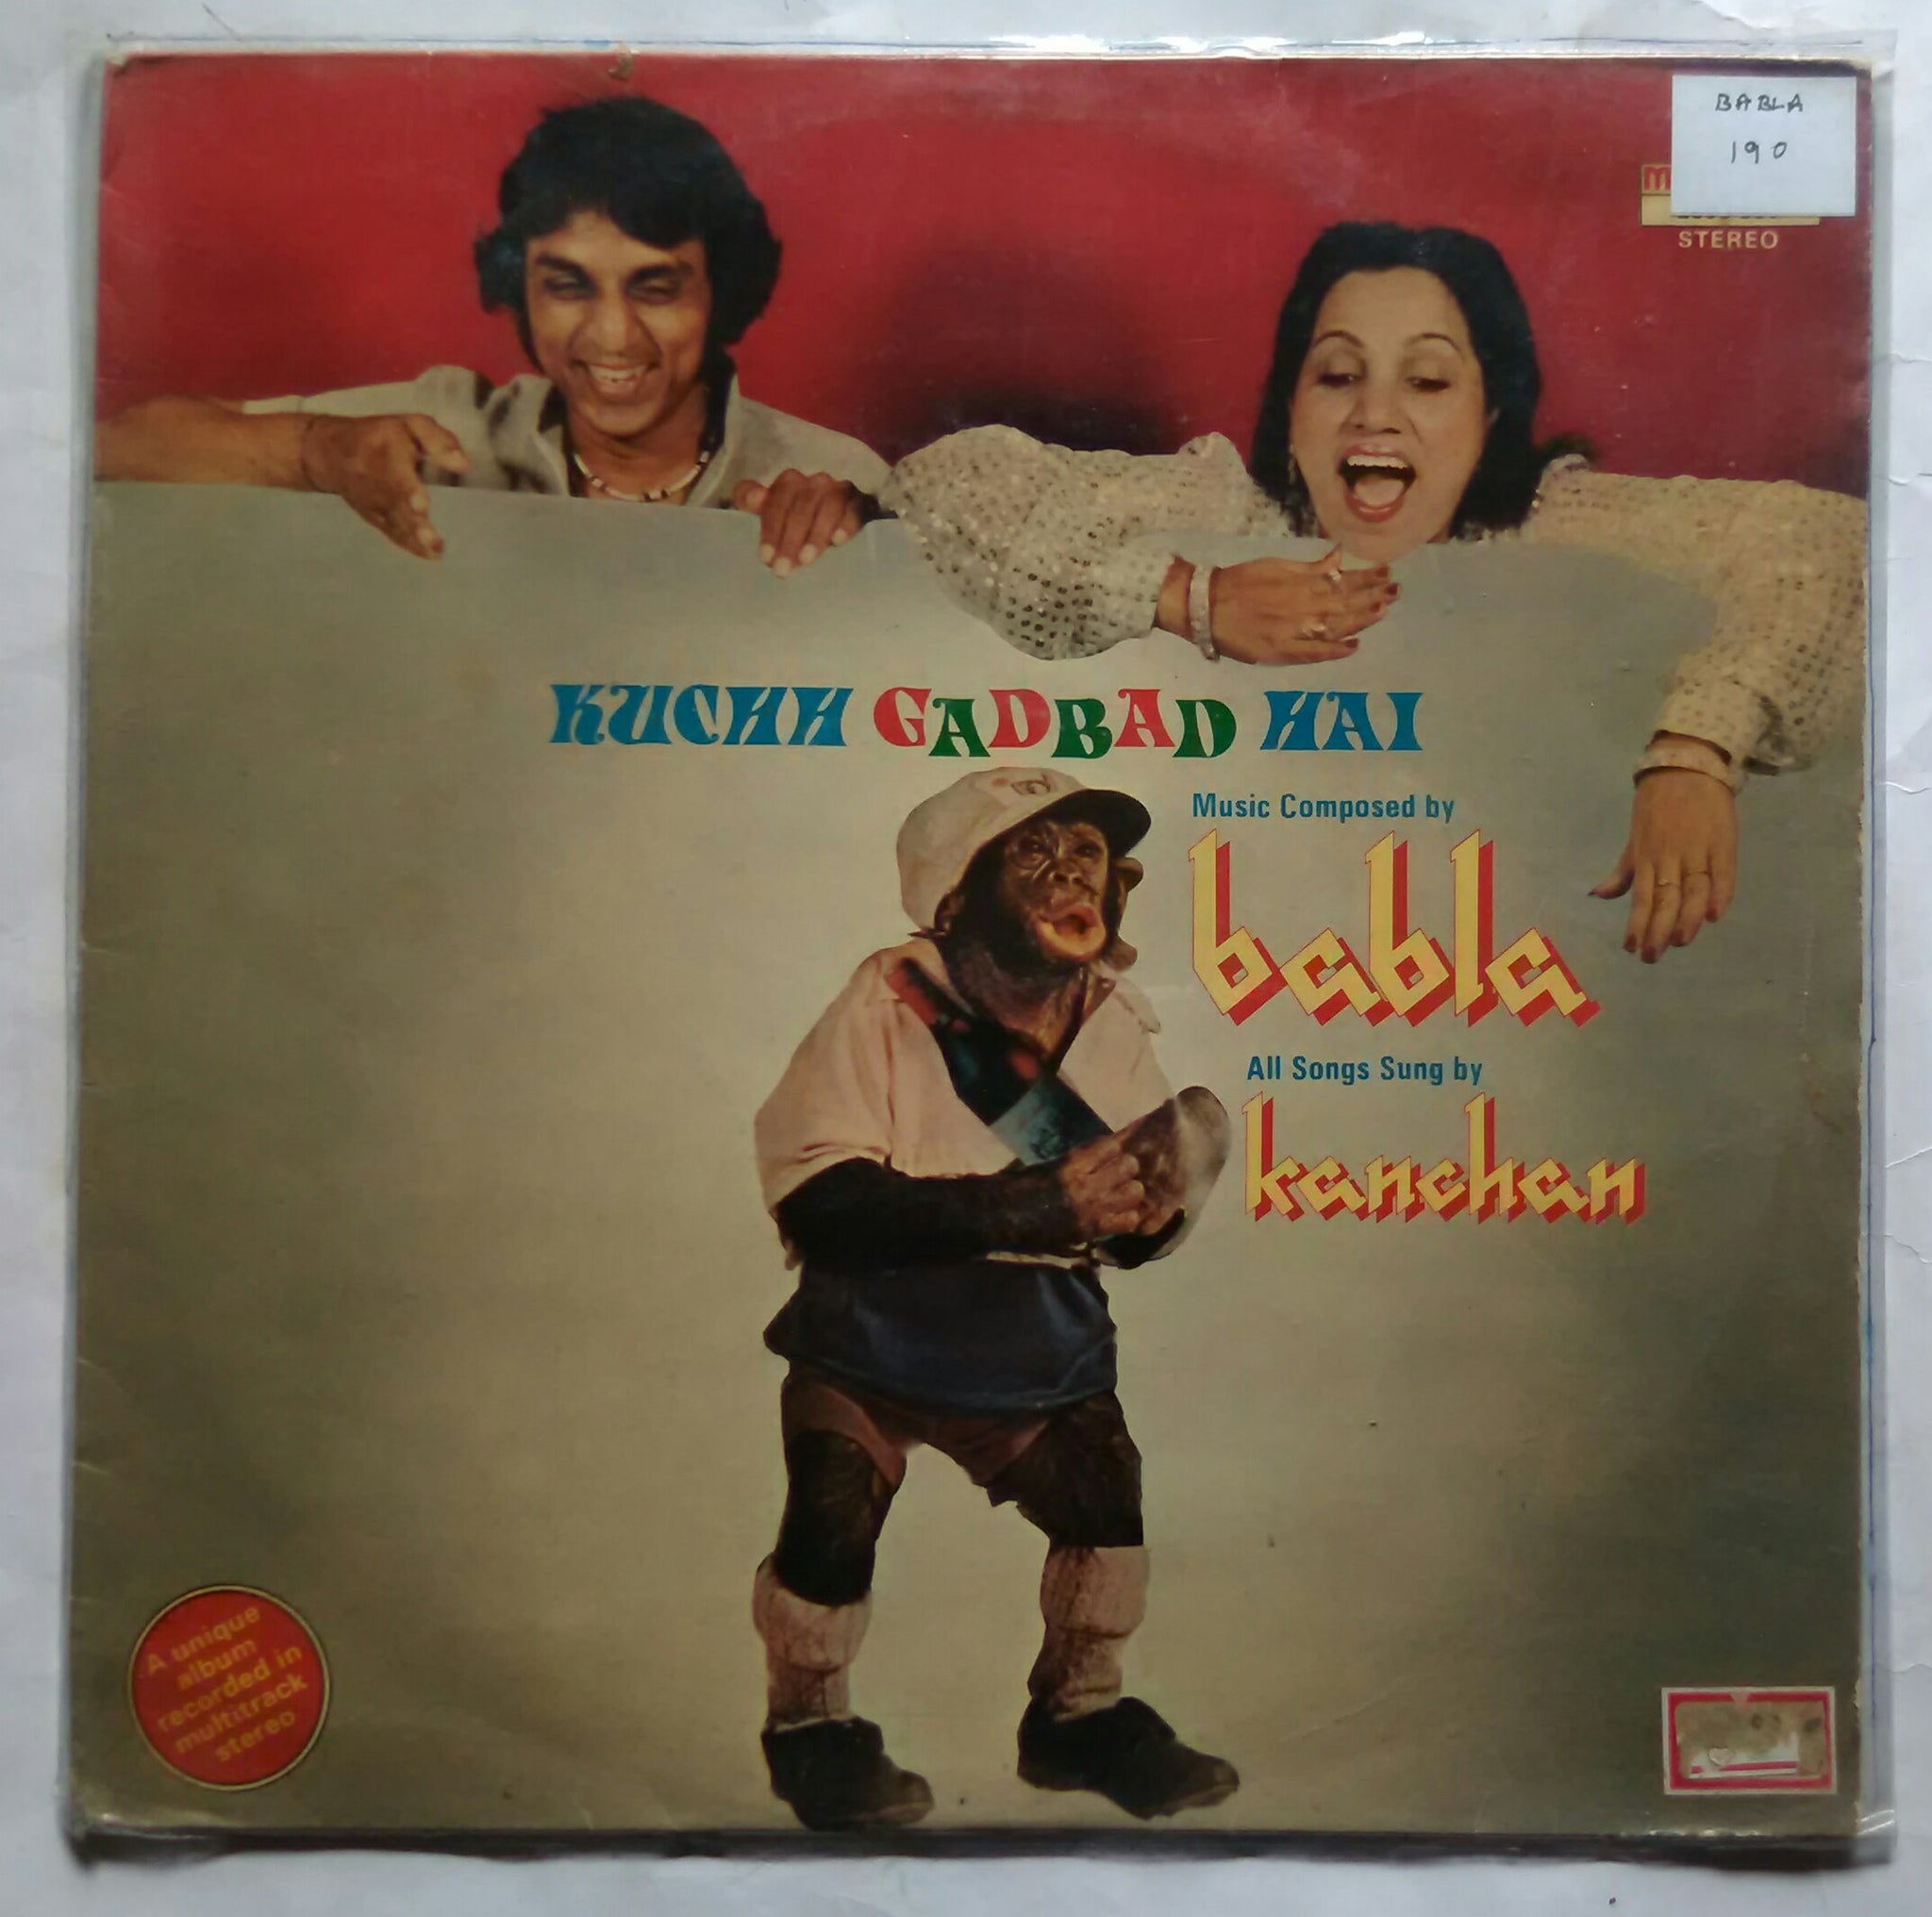 BABLA
190
STEREO
KUCHH GADBAD HAI
Music Composed by
babla
All Songs Sung by
kanchan
A unique
album
recorded in
multitrack
stereo